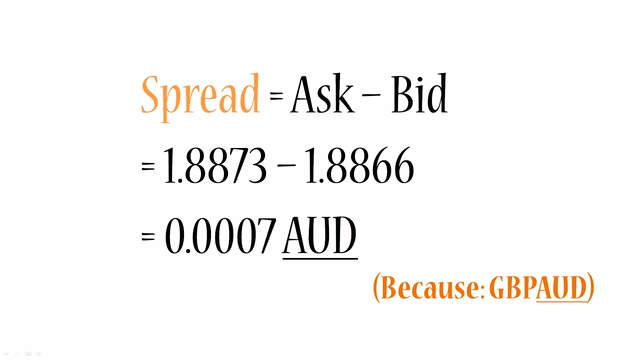 Spread = Ask – Bid
= 1.8873 – 1.8866
= 0.0007 AUD
(Because: GBPAUD)